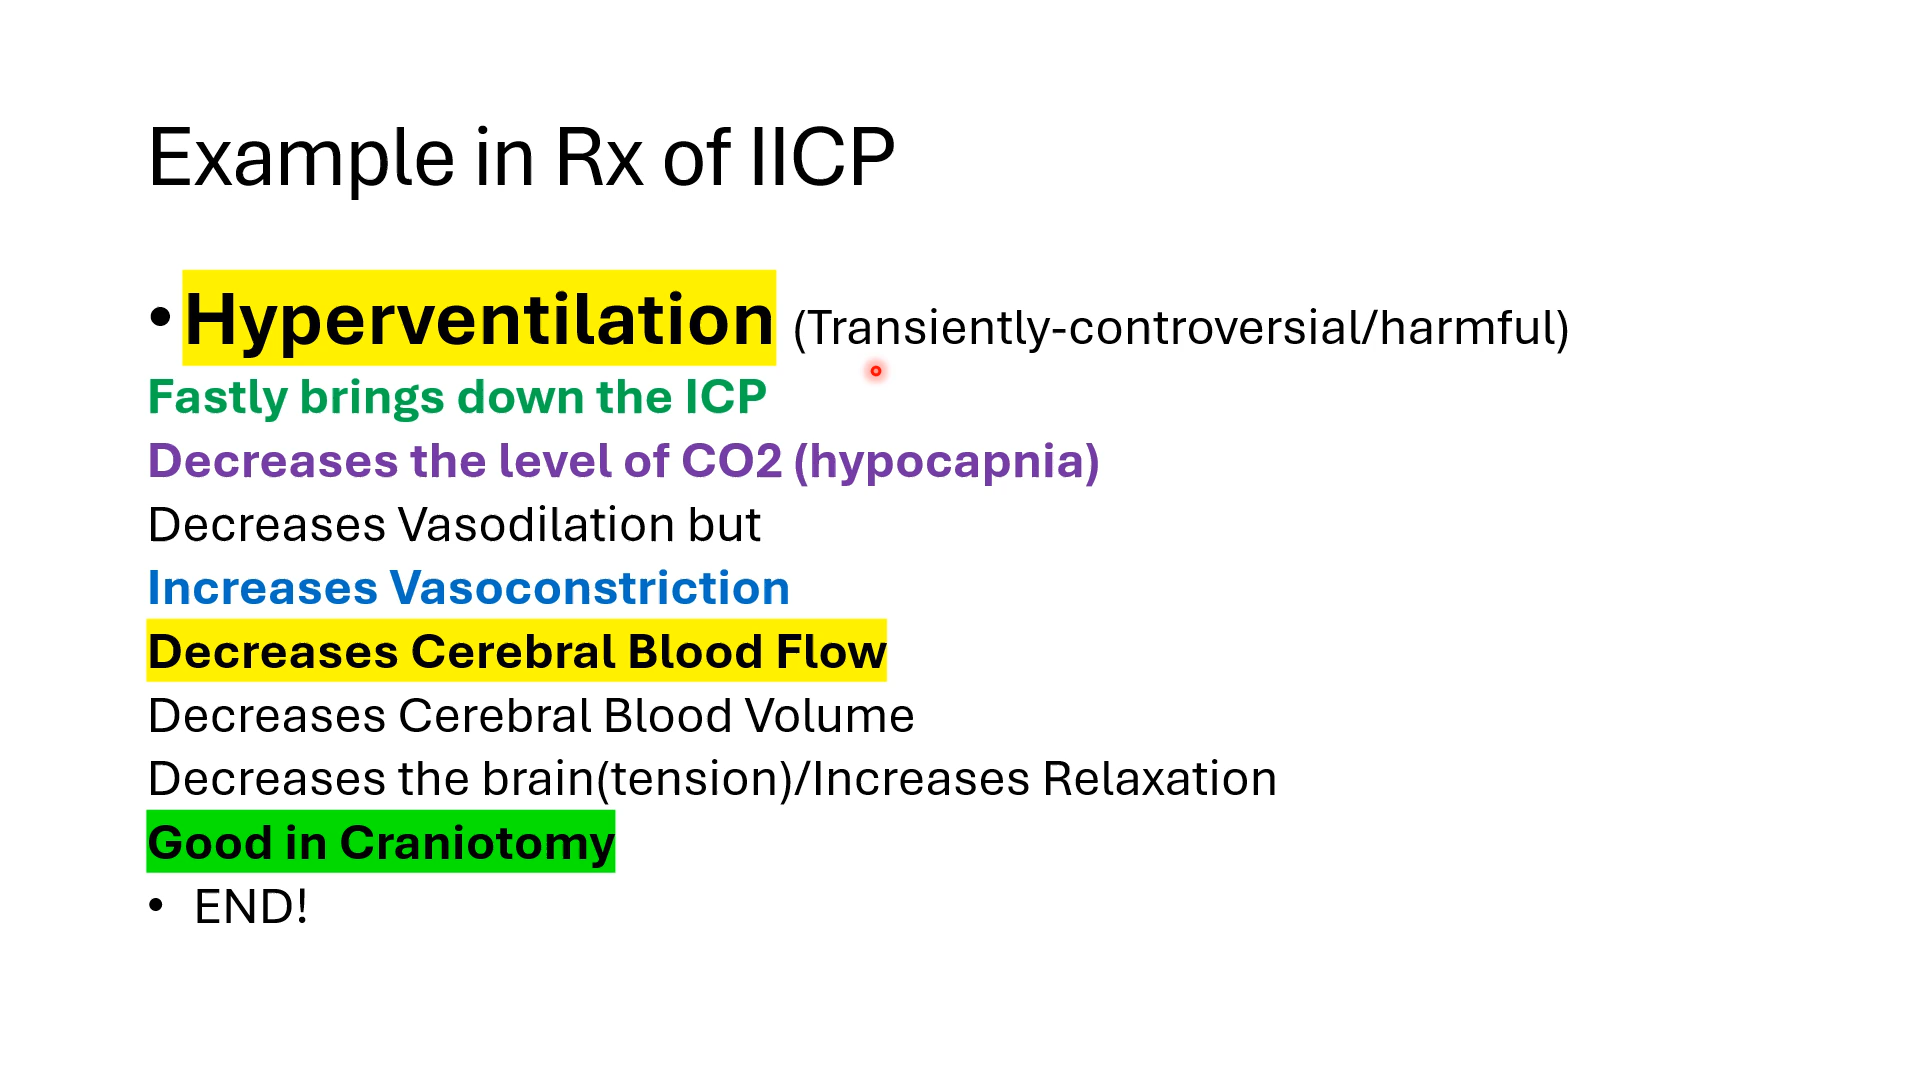 Example in Rx of IICP
• Hyperventilation (Transiently-controversial/harmful)
Fastly brings down the ICP
Decreases the level of CO2 (hypocapnia)
Decreases Vasodilation but
Increases Vasoconstriction
Decreases Cerebral Blood Flow
Decreases Cerebral Blood Volume
Decreases the brain(tension)/Increases Relaxation
Good in Craniotomy
• END!